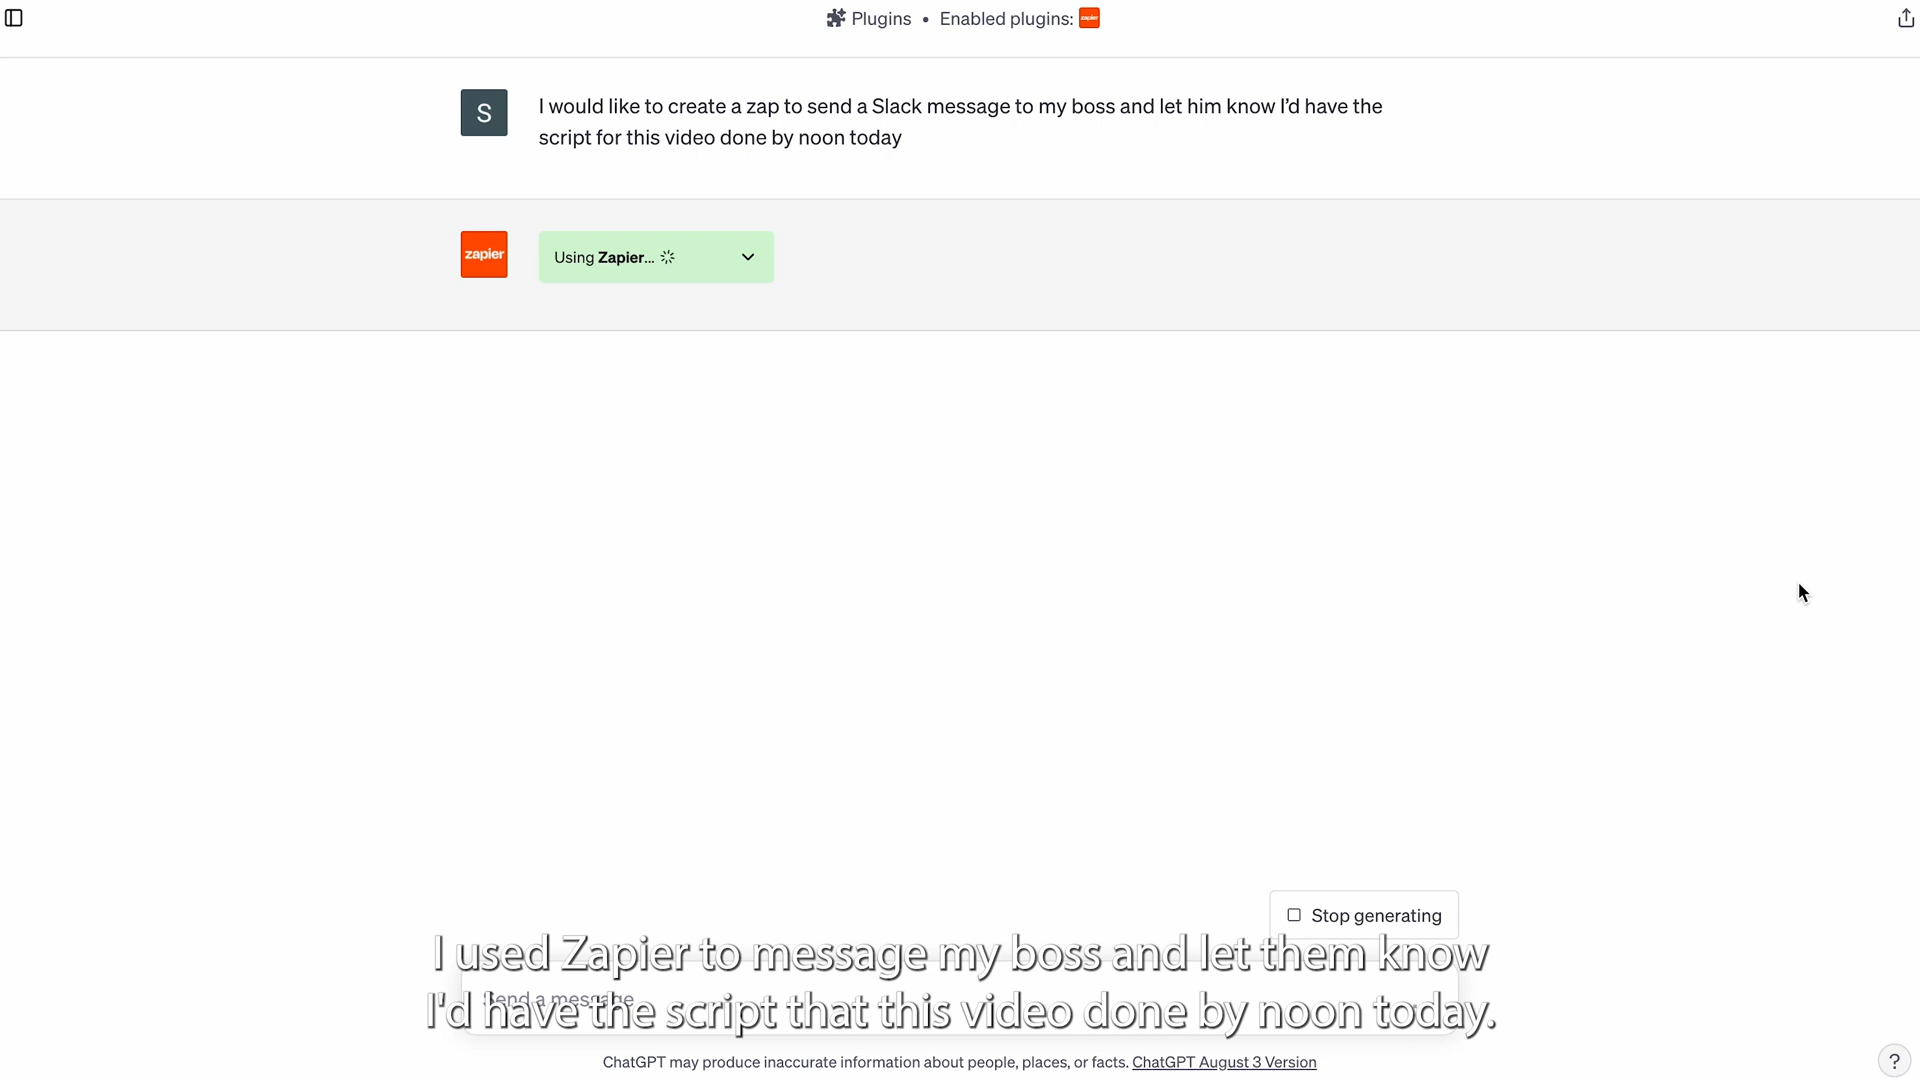 Plugins • Enabled plugins: zapier
S
I would like to create a zap to send a Slack message to my boss and let him know I’d have the
script for this video done by noon today
zapier
Using Zapier...
Stop generating
I used Zapier to message my boss and let them know
Send a message
I'd have the script that this video done by noon today.
ChatGPT may produce inaccurate information about people, places, or facts. ChatGPT August 3 Version
?